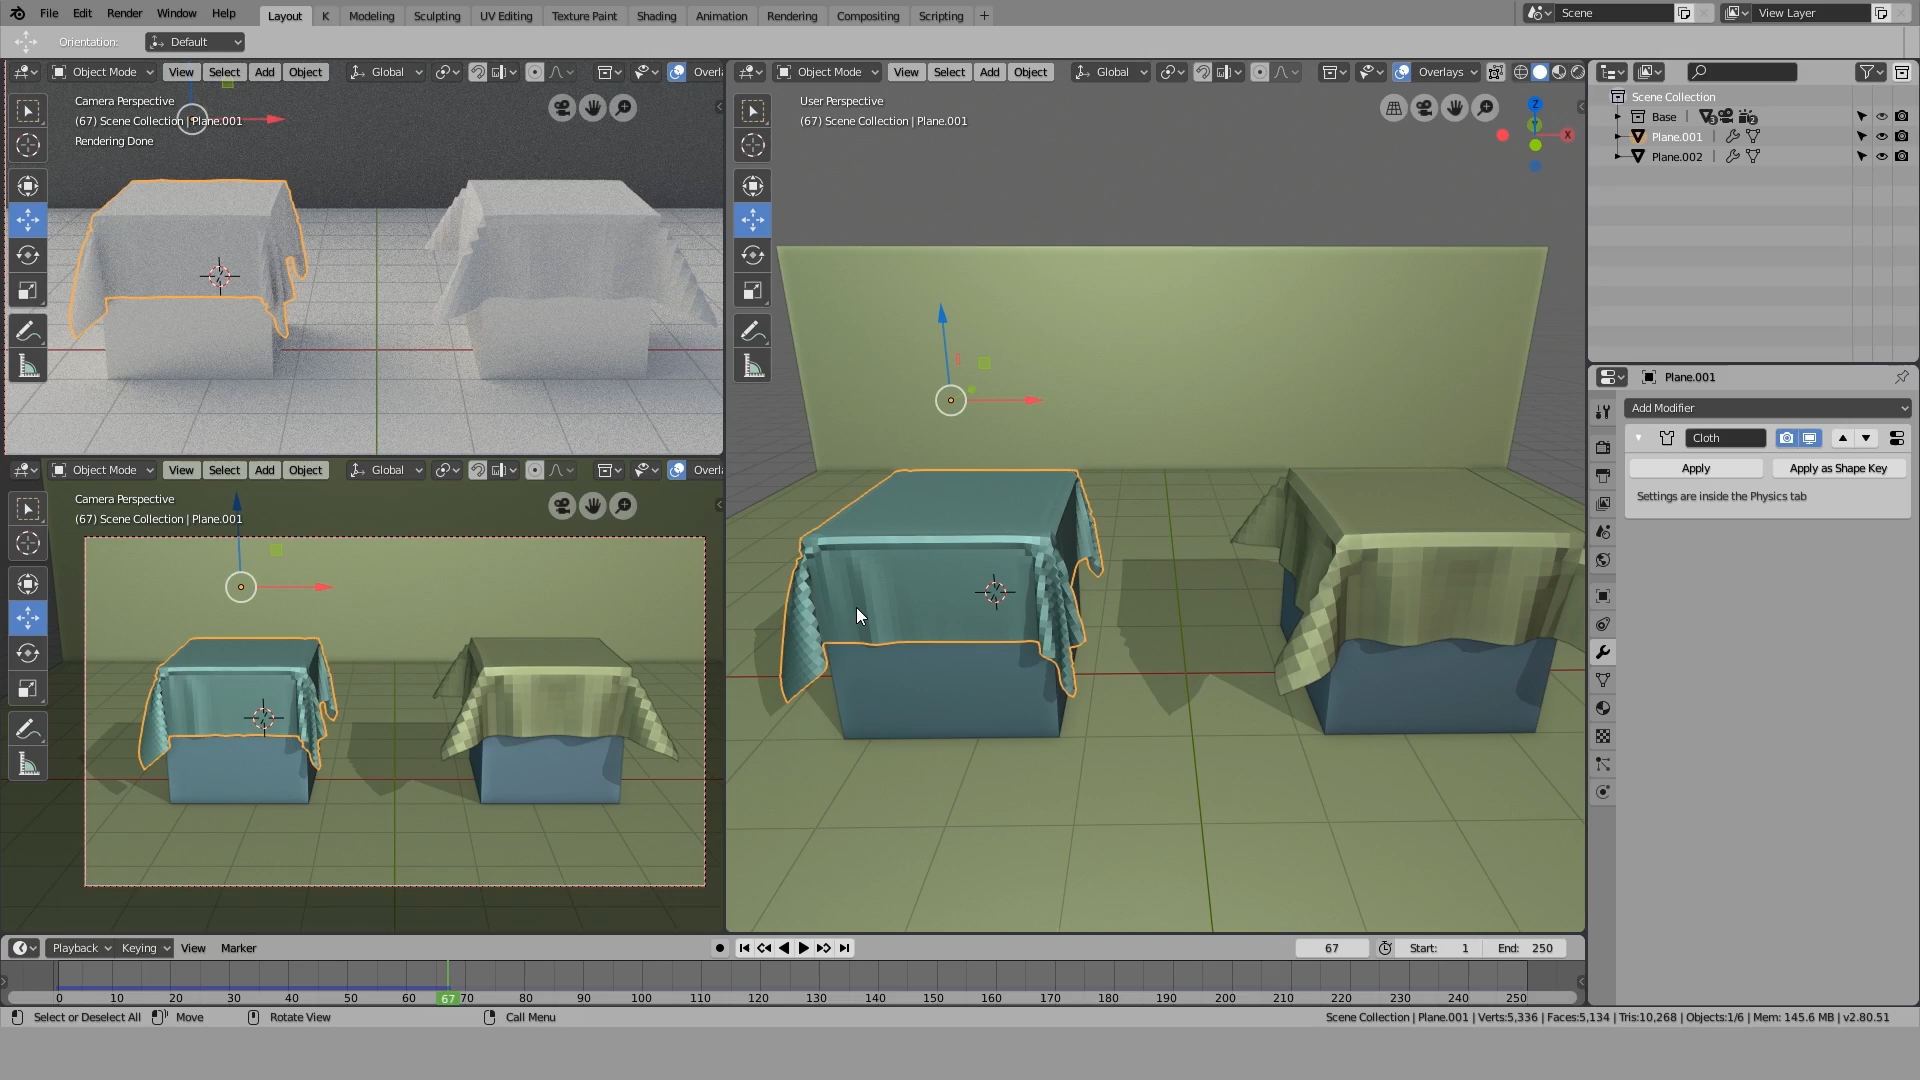 File Edit Render Window Help Layout K Modeling Sculpting UV Editing Texture Paint Shading Animation Rendering Compositing Scripting + Scene View Layer
Orientation: Default
Object Mode View Select Add Object Global Overla
Camera Perspective
(67) Scene Collection | Plane.001
Rendering Done
Object Mode View Select Add Object Global Overlays
User Perspective
(67) Scene Collection | Plane.001
Z
Y
X
Scene Collection
Base 3 2
Plane.001
Plane.002
Plane.001
Add Modifier
Cloth
Apply Apply as Shape Key
Settings are inside the Physics tab
Object Mode View Select Add Object Global Overla
Camera Perspective
(67) Scene Collection | Plane.001
Playback Keying View Marker 67 Start: 1 End: 250
0 10 20 30 40 50 60 67 70 80 90 100 110 120 130 140 150 160 170 180 190 200 210 220 230 240 250
Select or Deselect All Move Rotate View Call Menu Scene Collection | Plane.001 | Verts:5,336 | Faces:5,134 | Tris:10,268 | Objects:1/6 | Mem: 145.6 MB | v2.80.51